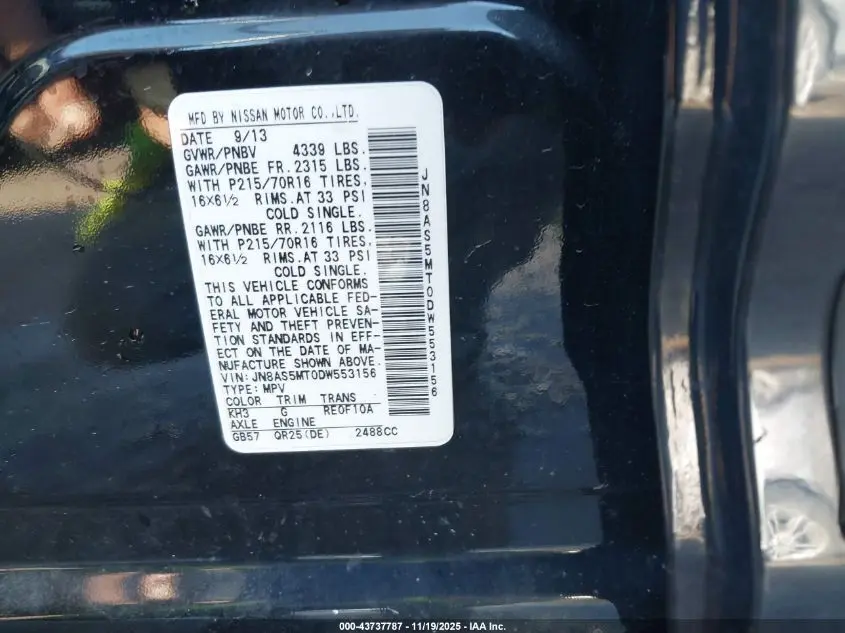 MFD BY NISSAN MOTOR CO.,LTD.
DATE 9/13
GVWR/PNBV 4339 LBS.
GAWR/PNBE FR. 2315 LBS.
WITH P215/70R16 TIRES,
16X6½ RIMS.AT 33 PSI
COLD SINGLE.
GAWR/PNBE RR. 2116 LBS.
WITH P215/70R16 TIRES,
16X6½ RIMS.AT 33 PSI
COLD SINGLE.
THIS VEHICLE CONFORMS
TO ALL APPLICABLE FED-
ERAL MOTOR VEHICLE SA-
FETY AND THEFT PREVEN-
TION STANDARDS IN EFF-
ECT ON THE DATE OF MA-
NUFACTURE SHOWN ABOVE.
VIN: JN8AS5MT0DW553156
TYPE: MPV
COLOR TRIM TRANS
KH3 G RE0F10A
AXLE ENGINE
GB57 QR25(DE) 2488CC
JN8AS5MT0DW553156
000-43737787 - 11/19/2025 - IAA Inc.